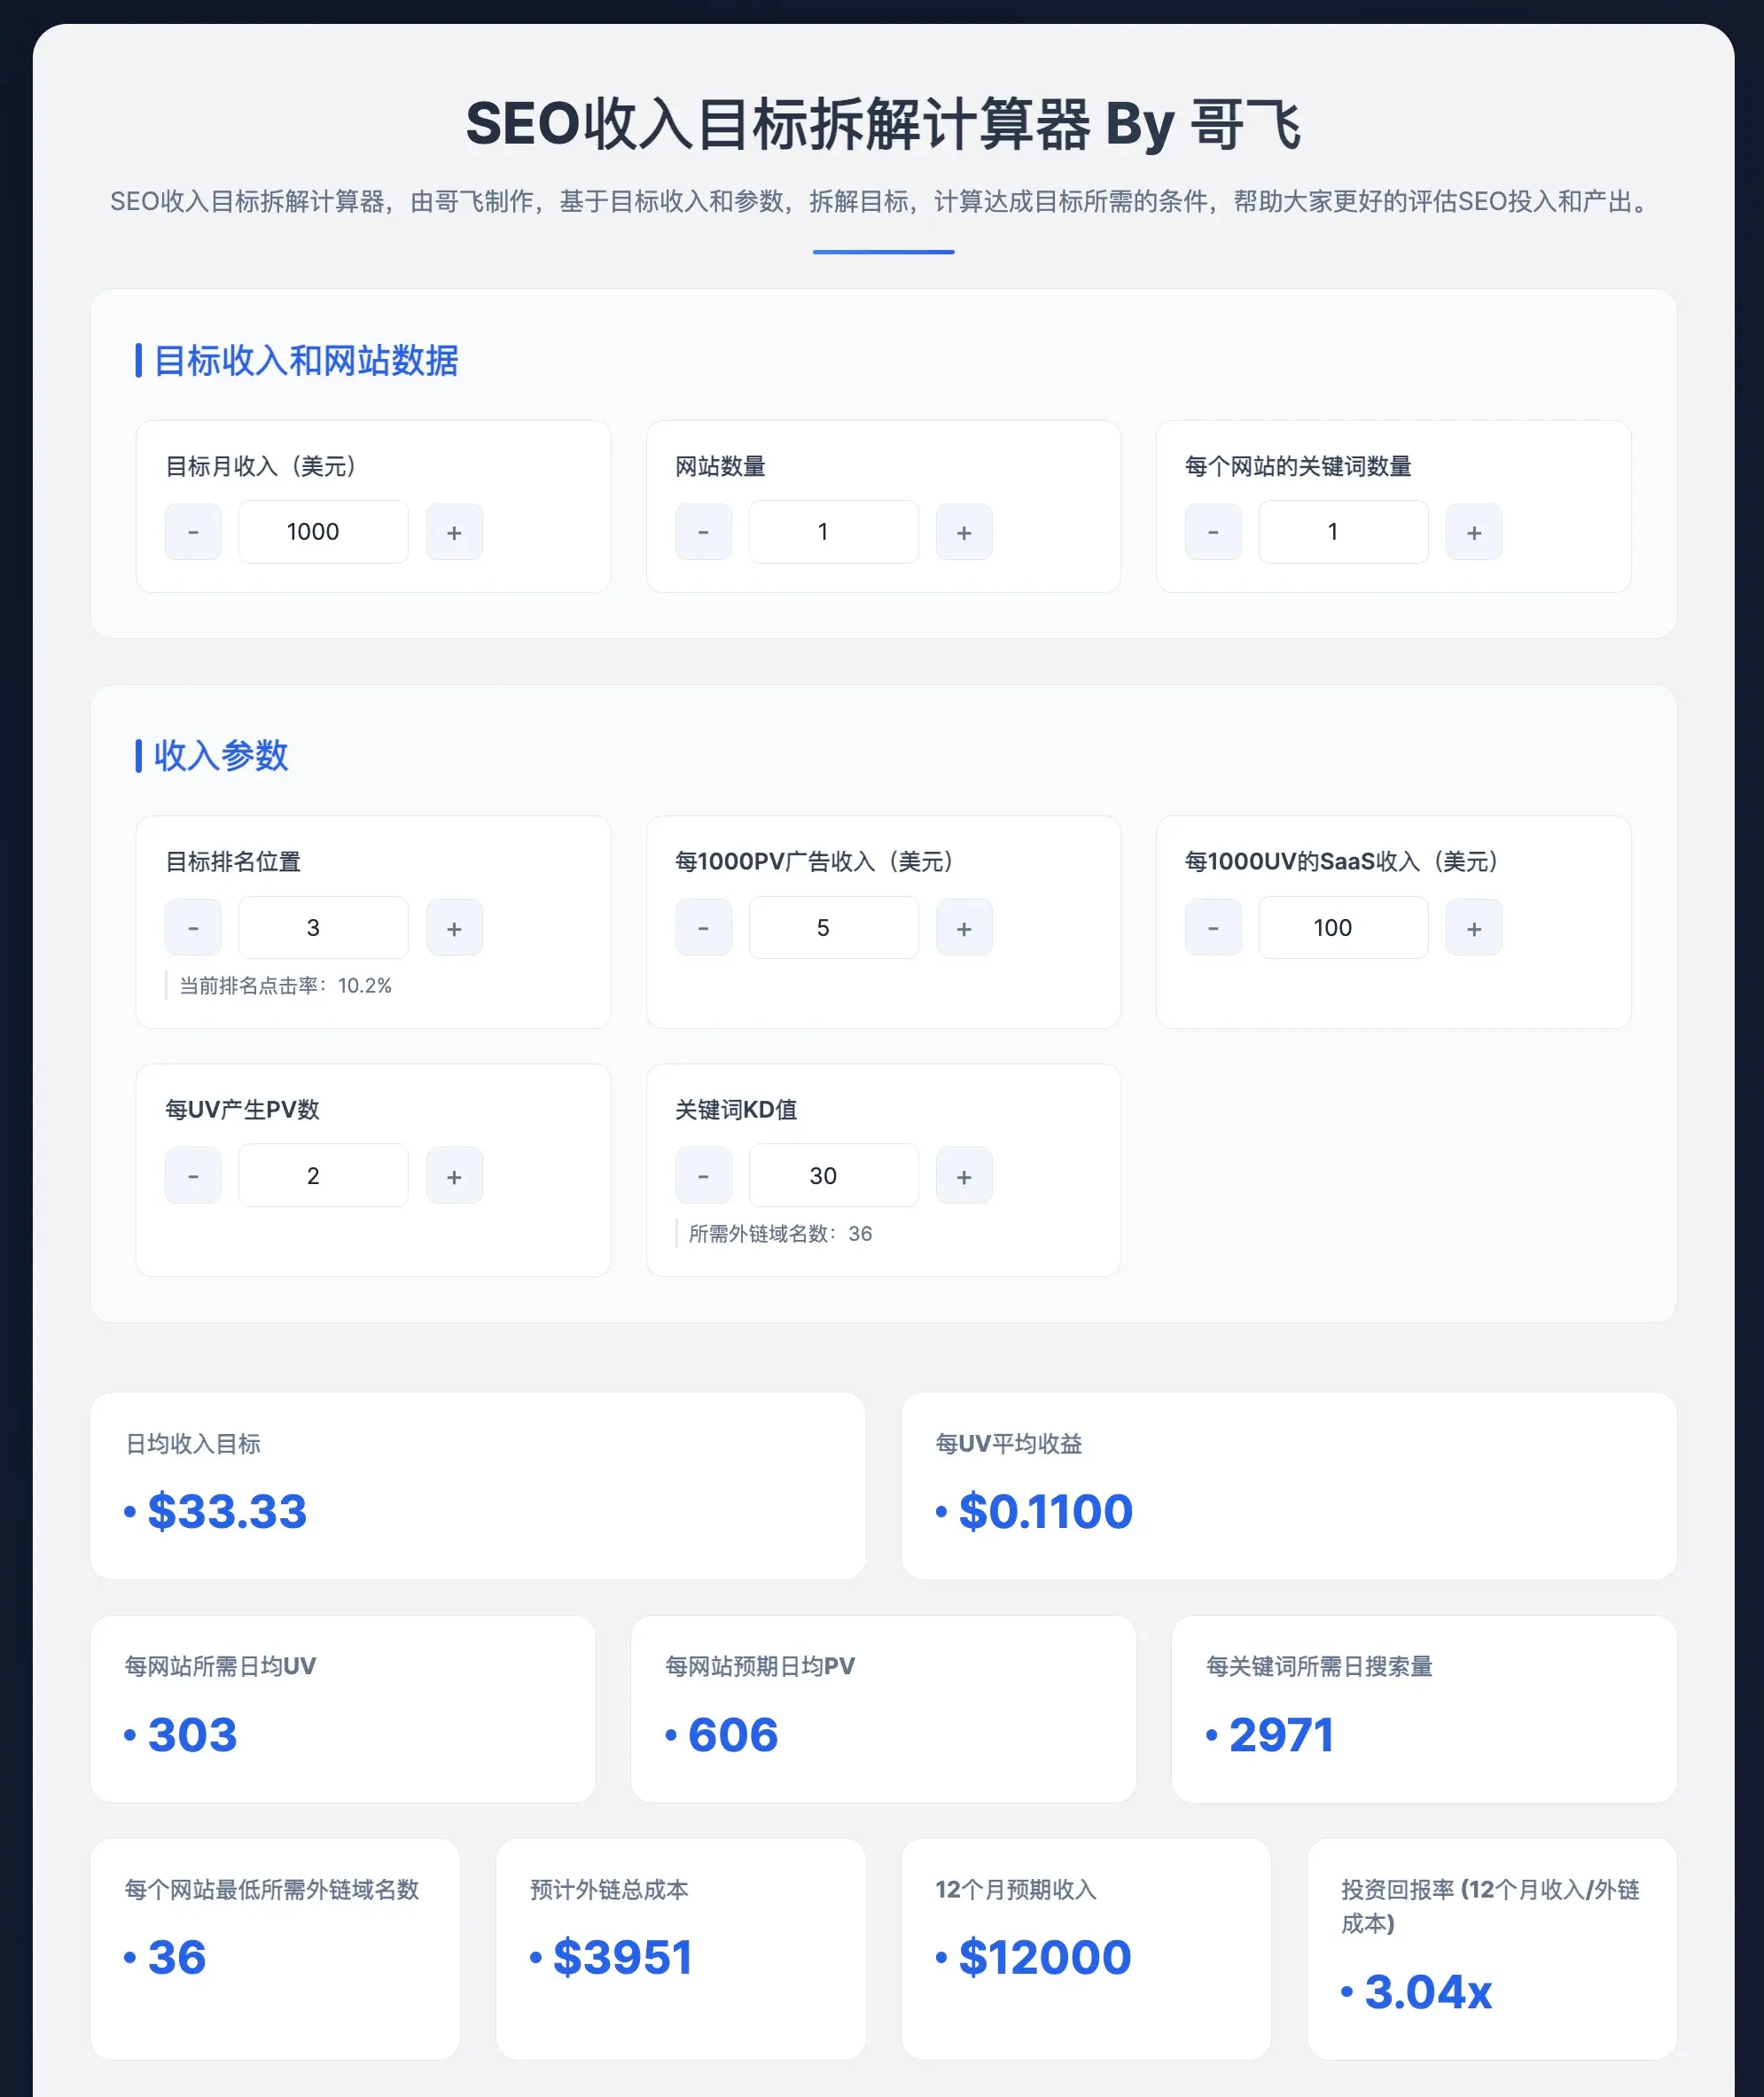 SEO收入目标拆解计算器 By 哥飞
SEO收入目标拆解计算器，由哥飞制作，基于目标收入和参数，拆解目标，计算达成目标所需的条件，帮助大家更好的评估SEO投入和产出。
目标收入和网站数据
目标月收入（美元）
- 1000 +
网站数量
- 1 +
每个网站的关键词数量
- 1 +
收入参数
目标排名位置
- 3 +
当前排名点击率：10.2%
每1000PV广告收入（美元）
- 5 +
每1000UV的SaaS收入（美元）
- 100 +
每UV产生PV数
- 2 +
关键词KD值
- 30 +
所需外链域名数：36
日均收入目标
• $33.33
每UV平均收益
• $0.1100
每网站所需日均UV
• 303
每网站预期日均PV
• 606
每关键词所需日搜索量
• 2971
每个网站最低所需外链域名数
• 36
预计外链总成本
• $3951
12个月预期收入
• $12000
投资回报率 (12个月收入/外链
成本)
• 3.04x